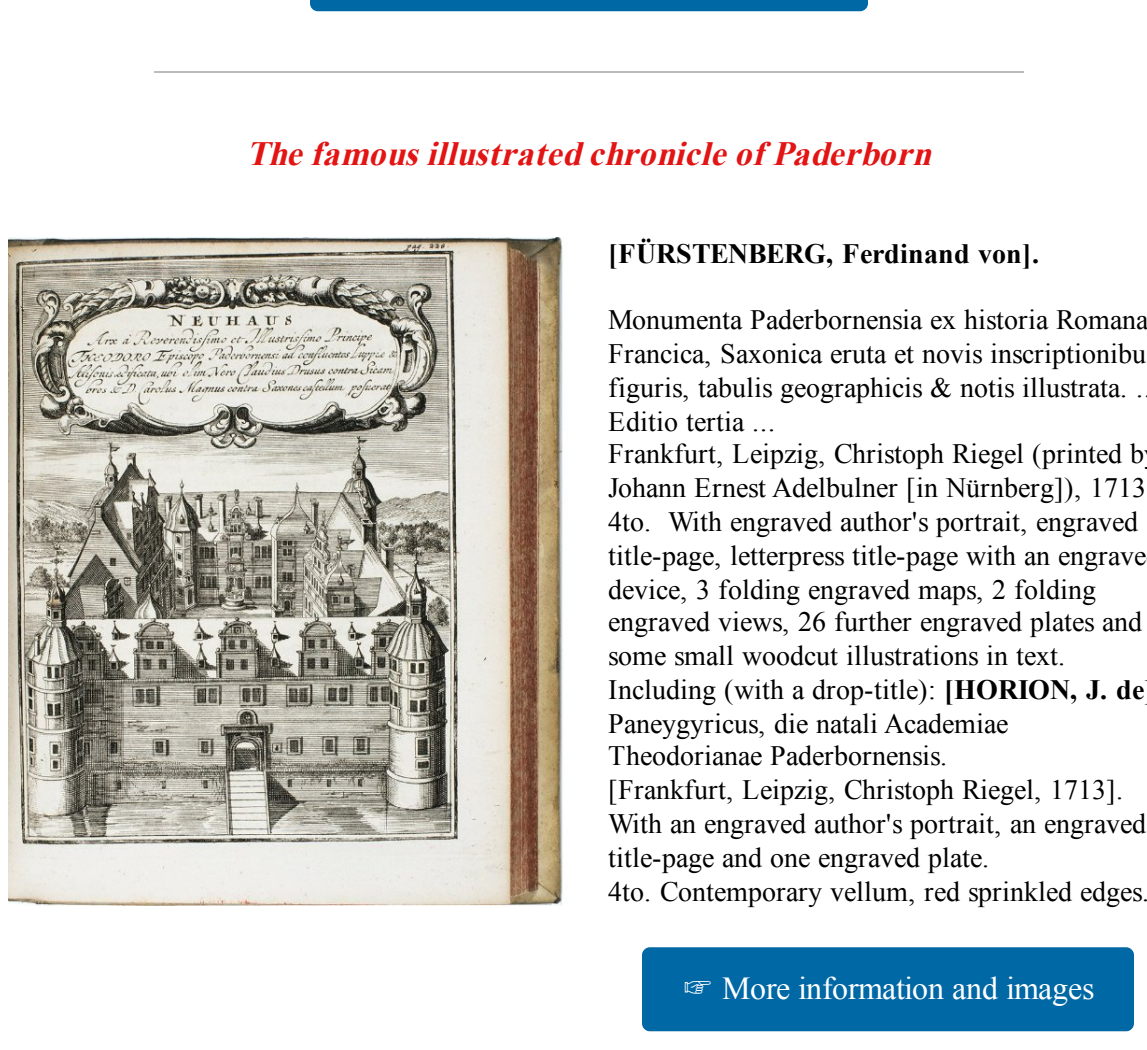 The famous illustrated chronicle of Paderborn
pag. 220
NEUHAUS
Arx à Reverendissimo et Illustrissimo Principe
THEODORO Episcopo Paderbornensi ad confluentes Luppiæ &
Alisonis ædificata, ubi olim Nero Claudius Drusus contra Sicam
bros & D. Carolus Magnus contra Saxones castellum posuerat
[FÜRSTENBERG, Ferdinand von].
Monumenta Paderbornensia ex historia Romana
Francica, Saxonica eruta et novis inscriptionibu
figuris, tabulis geographicis & notis illustrata. ..
Editio tertia ...
Frankfurt, Leipzig, Christoph Riegel (printed by
Johann Ernest Adelbulner [in Nürnberg]), 1713
4to. With engraved author's portrait, engraved
title-page, letterpress title-page with an engrave
device, 3 folding engraved maps, 2 folding
engraved views, 26 further engraved plates and
some small woodcut illustrations in text.
Including (with a drop-title): [HORION, J. de]
Paneygyricus, die natali Academiae
Theodorianae Paderbornensis.
[Frankfurt, Leipzig, Christoph Riegel, 1713].
With an engraved author's portrait, an engraved
title-page and one engraved plate.
4to. Contemporary vellum, red sprinkled edges.
☞ More information and images